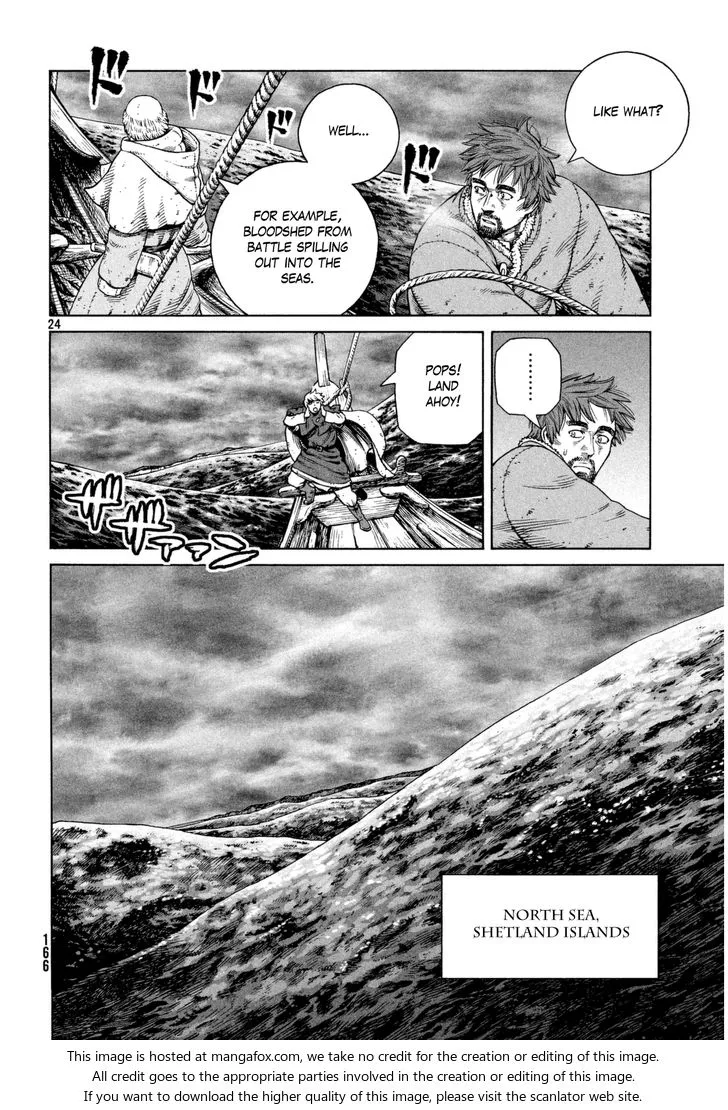 ド
ド
ド
ド
WELL...
LIKE WHAT?
FOR EXAMPLE,
BLOODSHED FROM
BATTLE SPILLING
OUT INTO THE
SEAS.
24
POPS!
LAND
AHOY!
.........
ザザザァァン
NORTH SEA,
SHETLAND ISLANDS
166
This image is hosted at mangafox.com, we take no credit for the creation or editing of this image.
All credit goes to the appropriate parties involved in the creation or editing of this image.
If you want to download the higher quality of this image, please visit the scanlator web site.